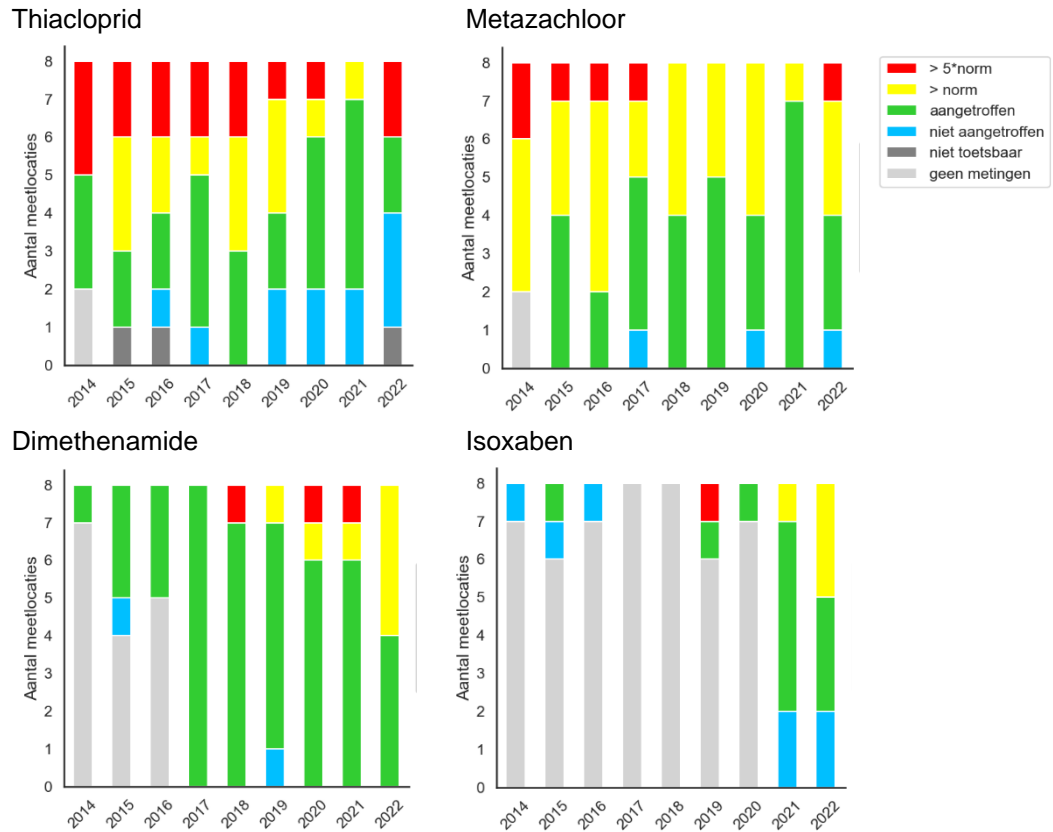 Thiacloprid
Aantal meetlocaties
8
7
6
5
4
3
2
1
0
2014 2015 2016 2017 2018 2019 2020 2021 2022
Metazachloor
Aantal meetlocaties
8
7
6
5
4
3
2
1
0
2014 2015 2016 2017 2018 2019 2020 2021 2022
> 5*norm
> norm
aangetroffen
niet aangetroffen
niet toetsbaar
geen metingen
Dimethenamide
Aantal meetlocaties
8
7
6
5
4
3
2
1
0
2014 2015 2016 2017 2018 2019 2020 2021 2022
Isoxaben
Aantal meetlocaties
8
7
6
5
4
3
2
1
0
2014 2015 2016 2017 2018 2019 2020 2021 2022